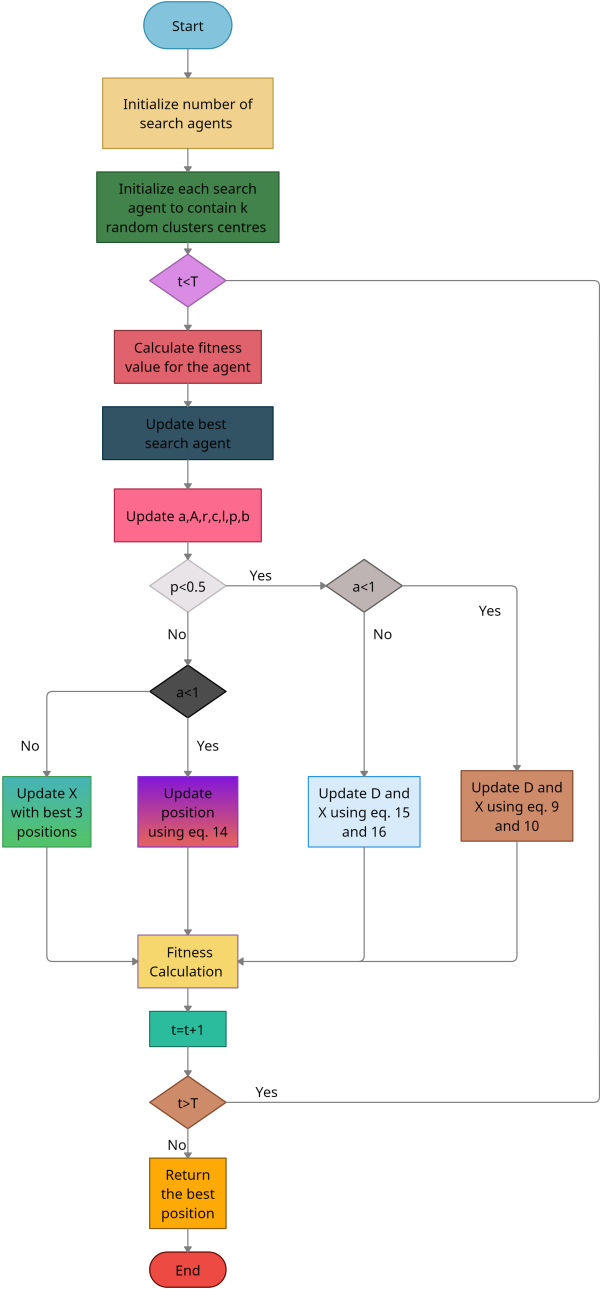 Start
Initialize number of
search agents
Initialize each search
agent to contain k
random clusters centres
t<T
Calculate fitness
value for the agent
Update best
search agent
Update a,A,r,c,l,p,b
p<0.5
Yes
a<1
Yes
No
No
a<1
No
Yes
Update X
with best 3
positions
Update
position
using eq. 14
Update D and
X using eq. 15
and 16
Update D and
X using eq. 9
and 10
Fitness
Calculation
t=t+1
t>T
Yes
No
Return
the best
position
End